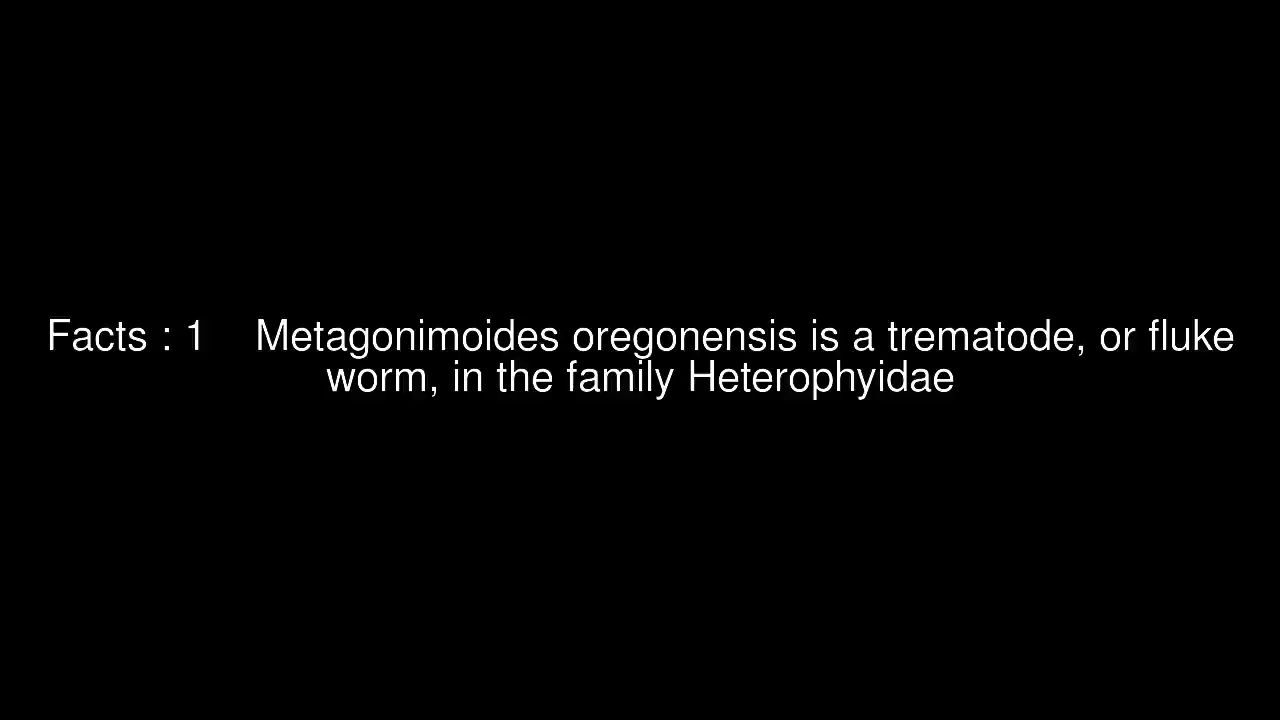 Facts : 1    Metagonimoides oregonensis is a trematode, or fluke
worm, in the family Heterophyidae